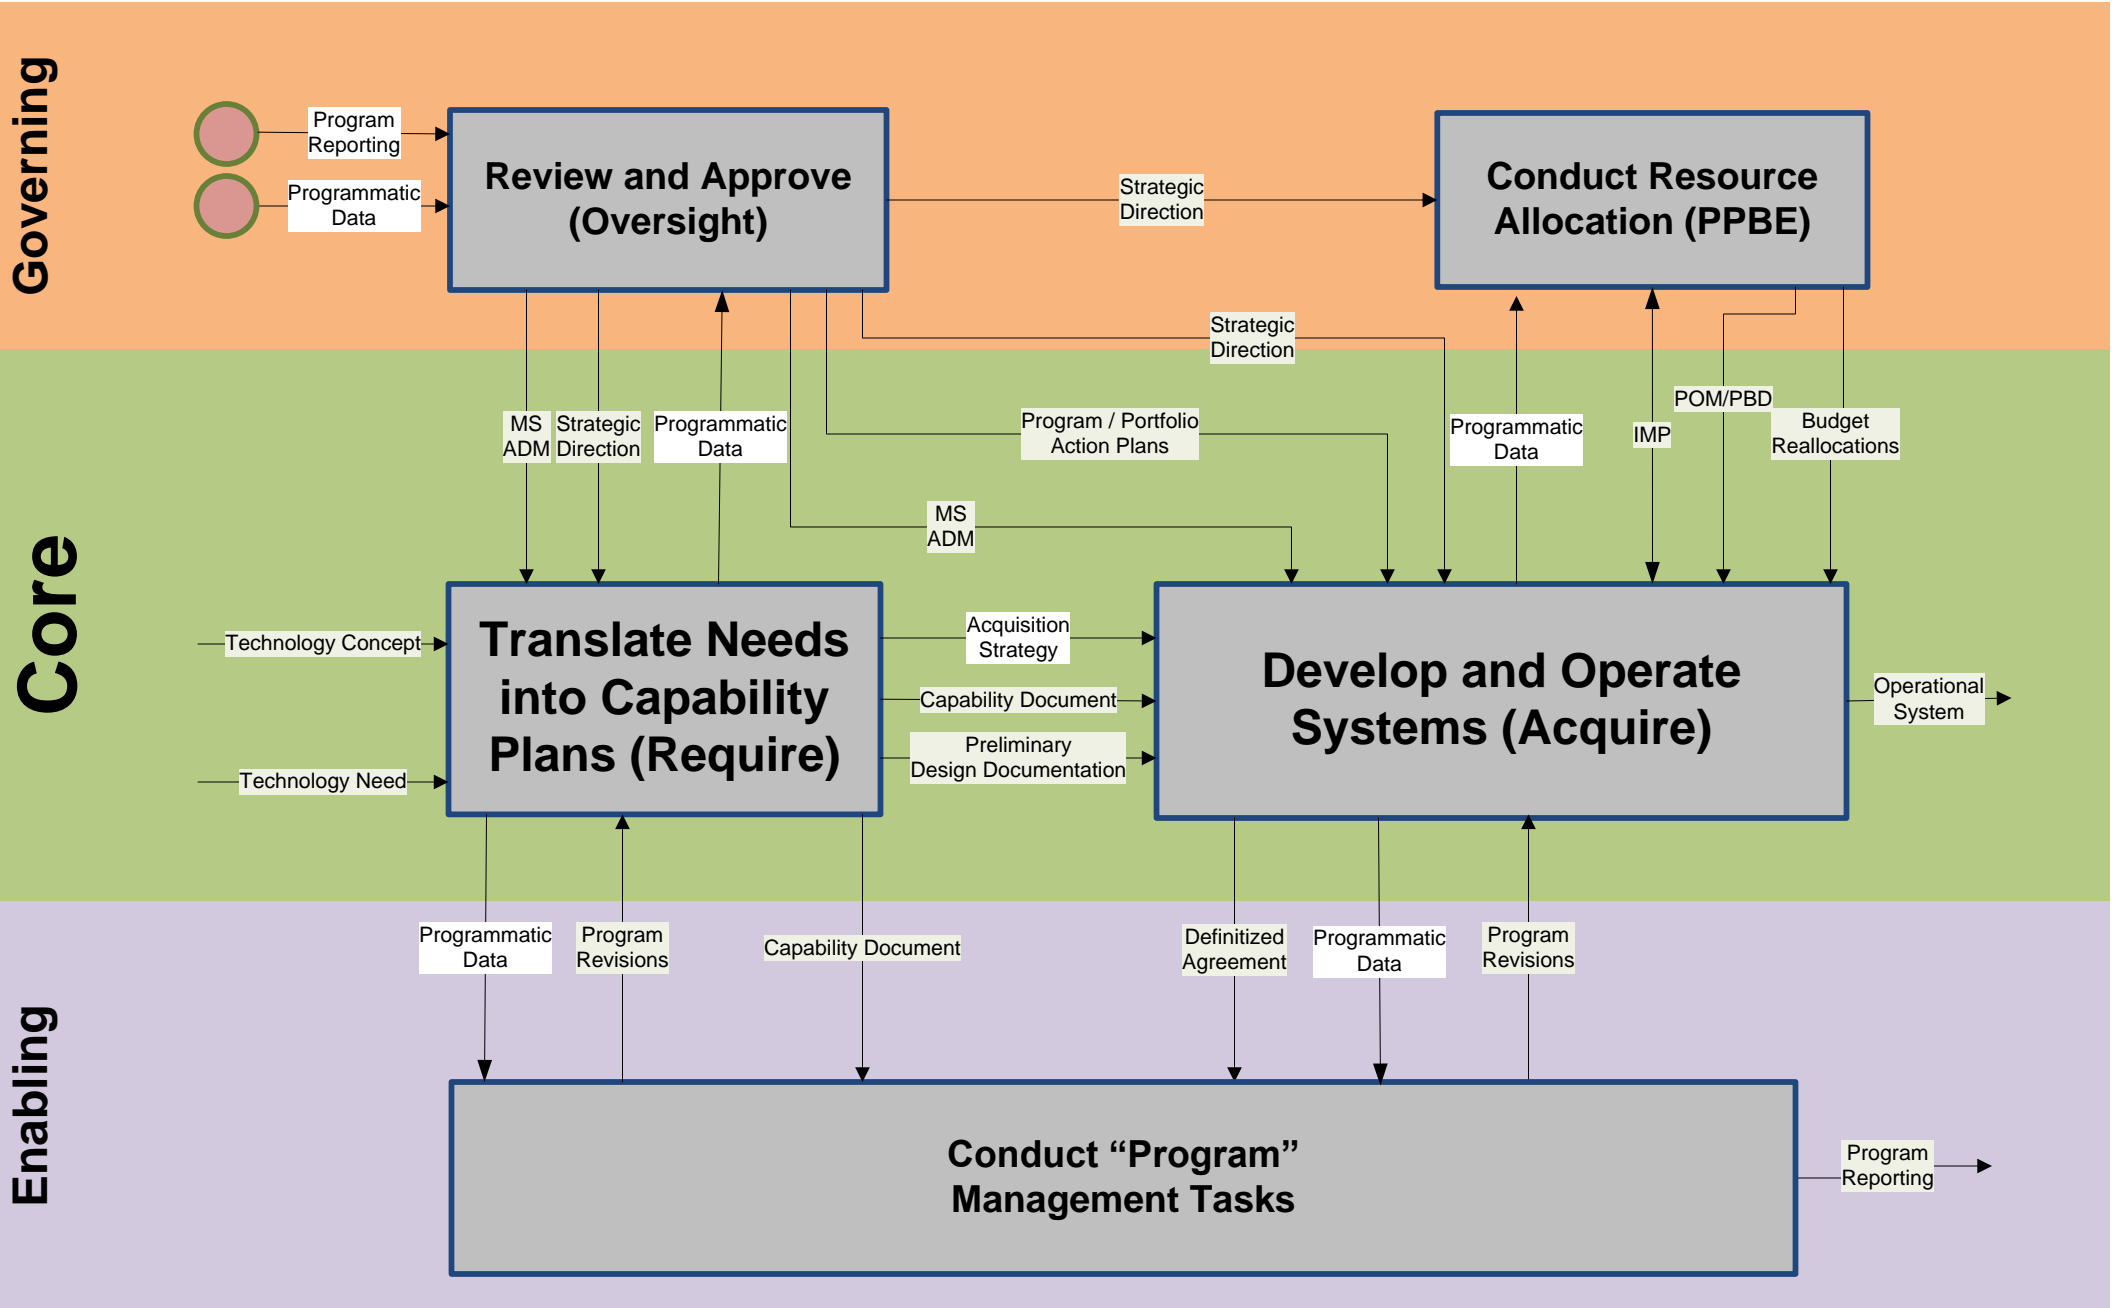 Governing
Program
Reporting
Programmatic
Data
Review and Approve
(Oversight)
Strategic
Direction
Conduct Resource
Allocation (PPBE)
Strategic
Direction
MS
ADM
Strategic
Direction
Programmatic
Data
Program / Portfolio
Action Plans
MS
ADM
Programmatic
Data
IMP
POM/PBD
Budget
Reallocations
Core
Technology Concept
Technology Need
Translate Needs
into Capability
Plans (Require)
Acquisition
Strategy
Capability Document
Preliminary
Design Documentation
Develop and Operate
Systems (Acquire)
Operational
System
Enabling
Programmatic
Data
Program
Revisions
Capability Document
Definitized
Agreement
Programmatic
Data
Program
Revisions
Conduct “Program”
Management Tasks
Program
Reporting